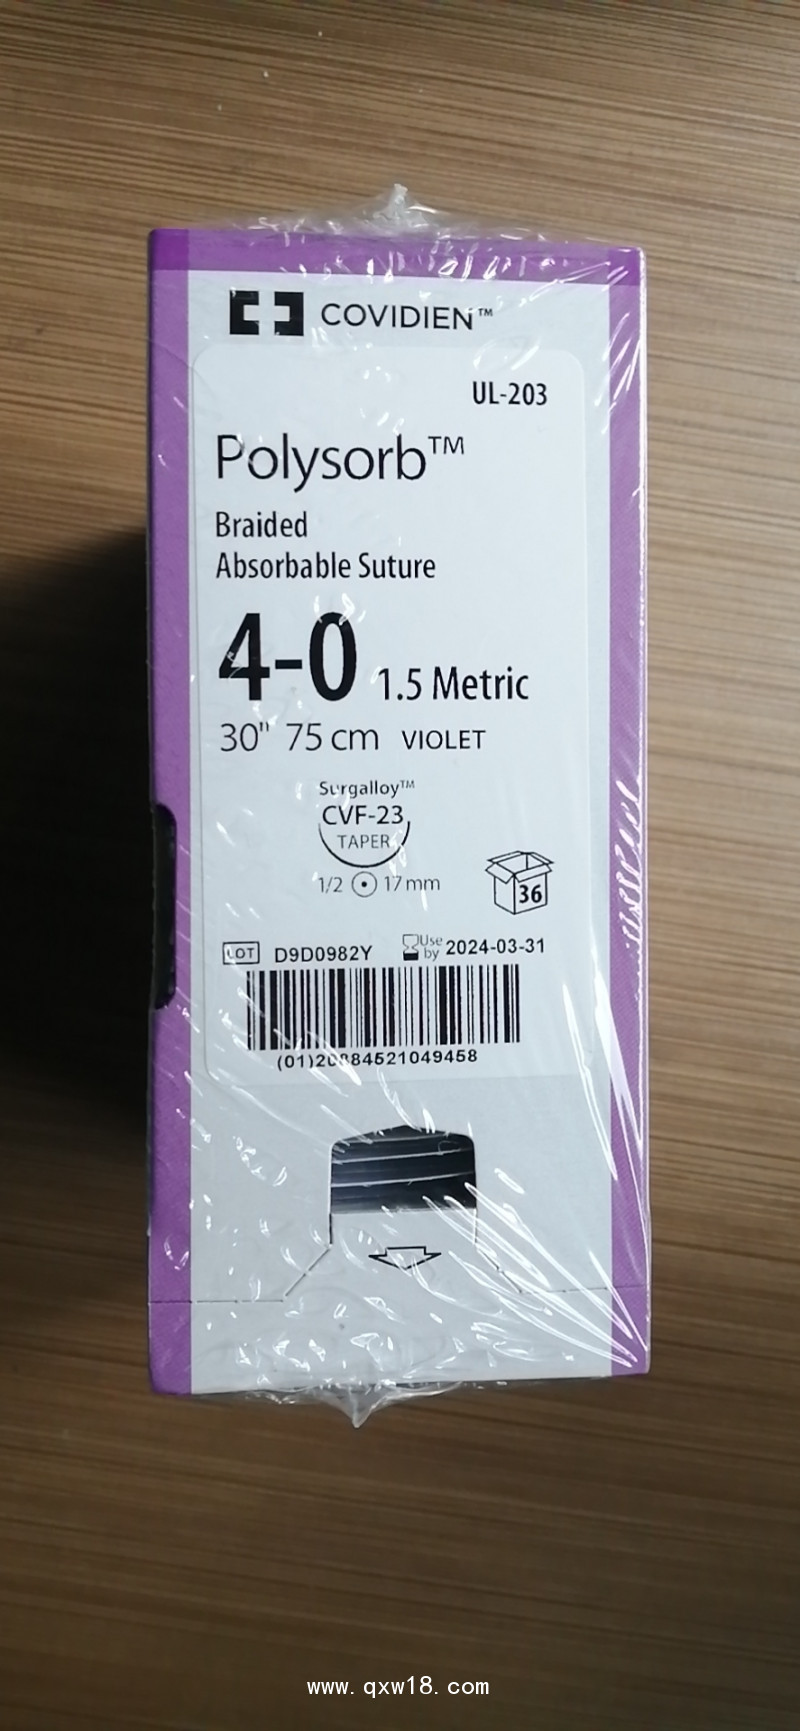 COVIDIEN™
UL-203
Polysorb™
Braided
Absorbable Suture
4-0 1.5 Metric
30" 75 cm VIOLET
Surgalloy™
CVF-23
TAPER
1/2 17 mm
36
LOT D9D0982Y Use by 2024-03-31
(01)20884521049458
www.qxw18.com